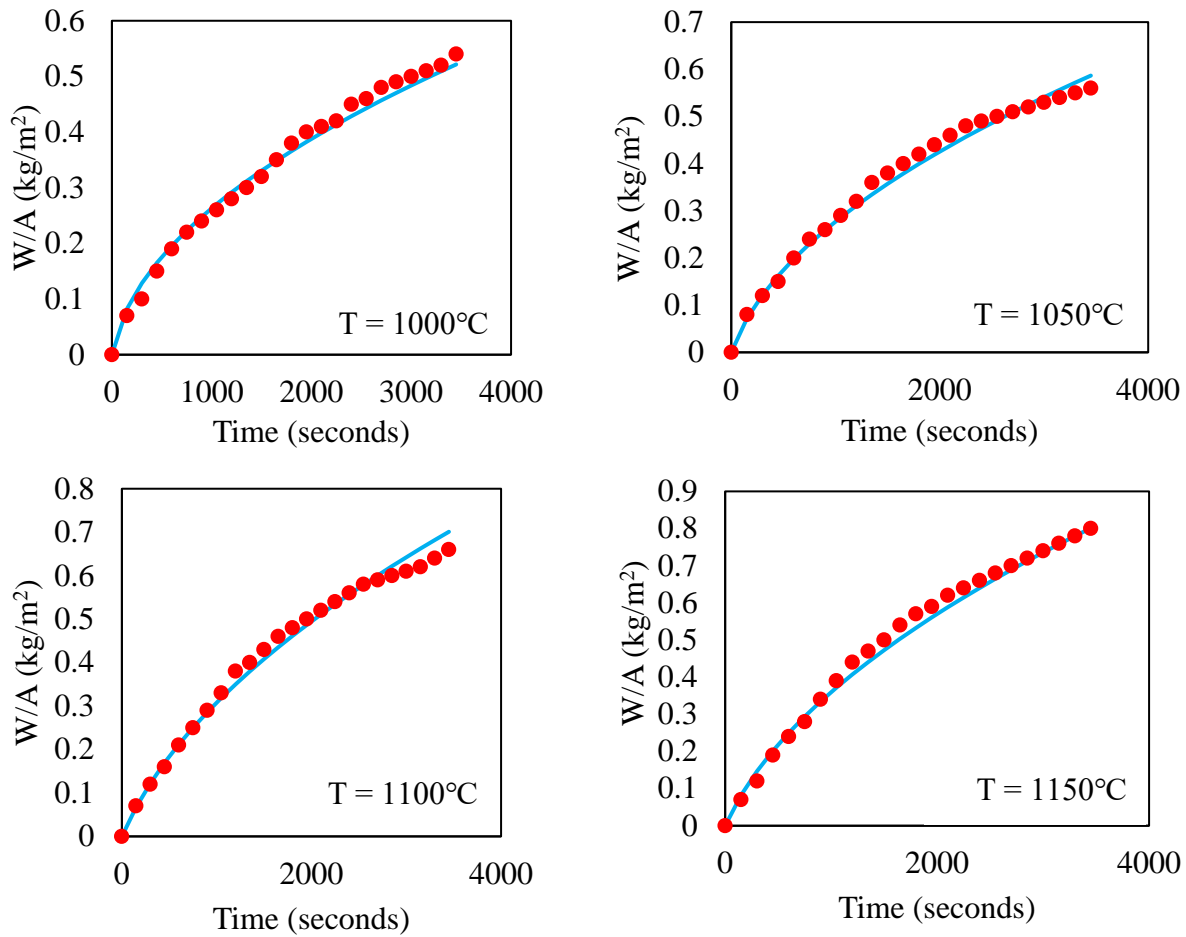 0.6
0.5
0.4
0.3
0.2
0.1
0
W/A (kg/m²)
T = 1000℃
0 1000 2000 3000 4000
Time (seconds)
0.7
0.6
0.5
0.4
0.3
0.2
0.1
0
W/A (kg/m²)
T = 1050℃
0 2000 4000
Time (seconds)
0.8
0.7
0.6
0.5
0.4
0.3
0.2
0.1
0
W/A (kg/m²)
T = 1100℃
0 2000 4000
Time (seconds)
0.9
0.8
0.7
0.6
0.5
0.4
0.3
0.2
0.1
0
W/A (kg/m²)
T = 1150℃
0 2000 4000
Time (seconds)